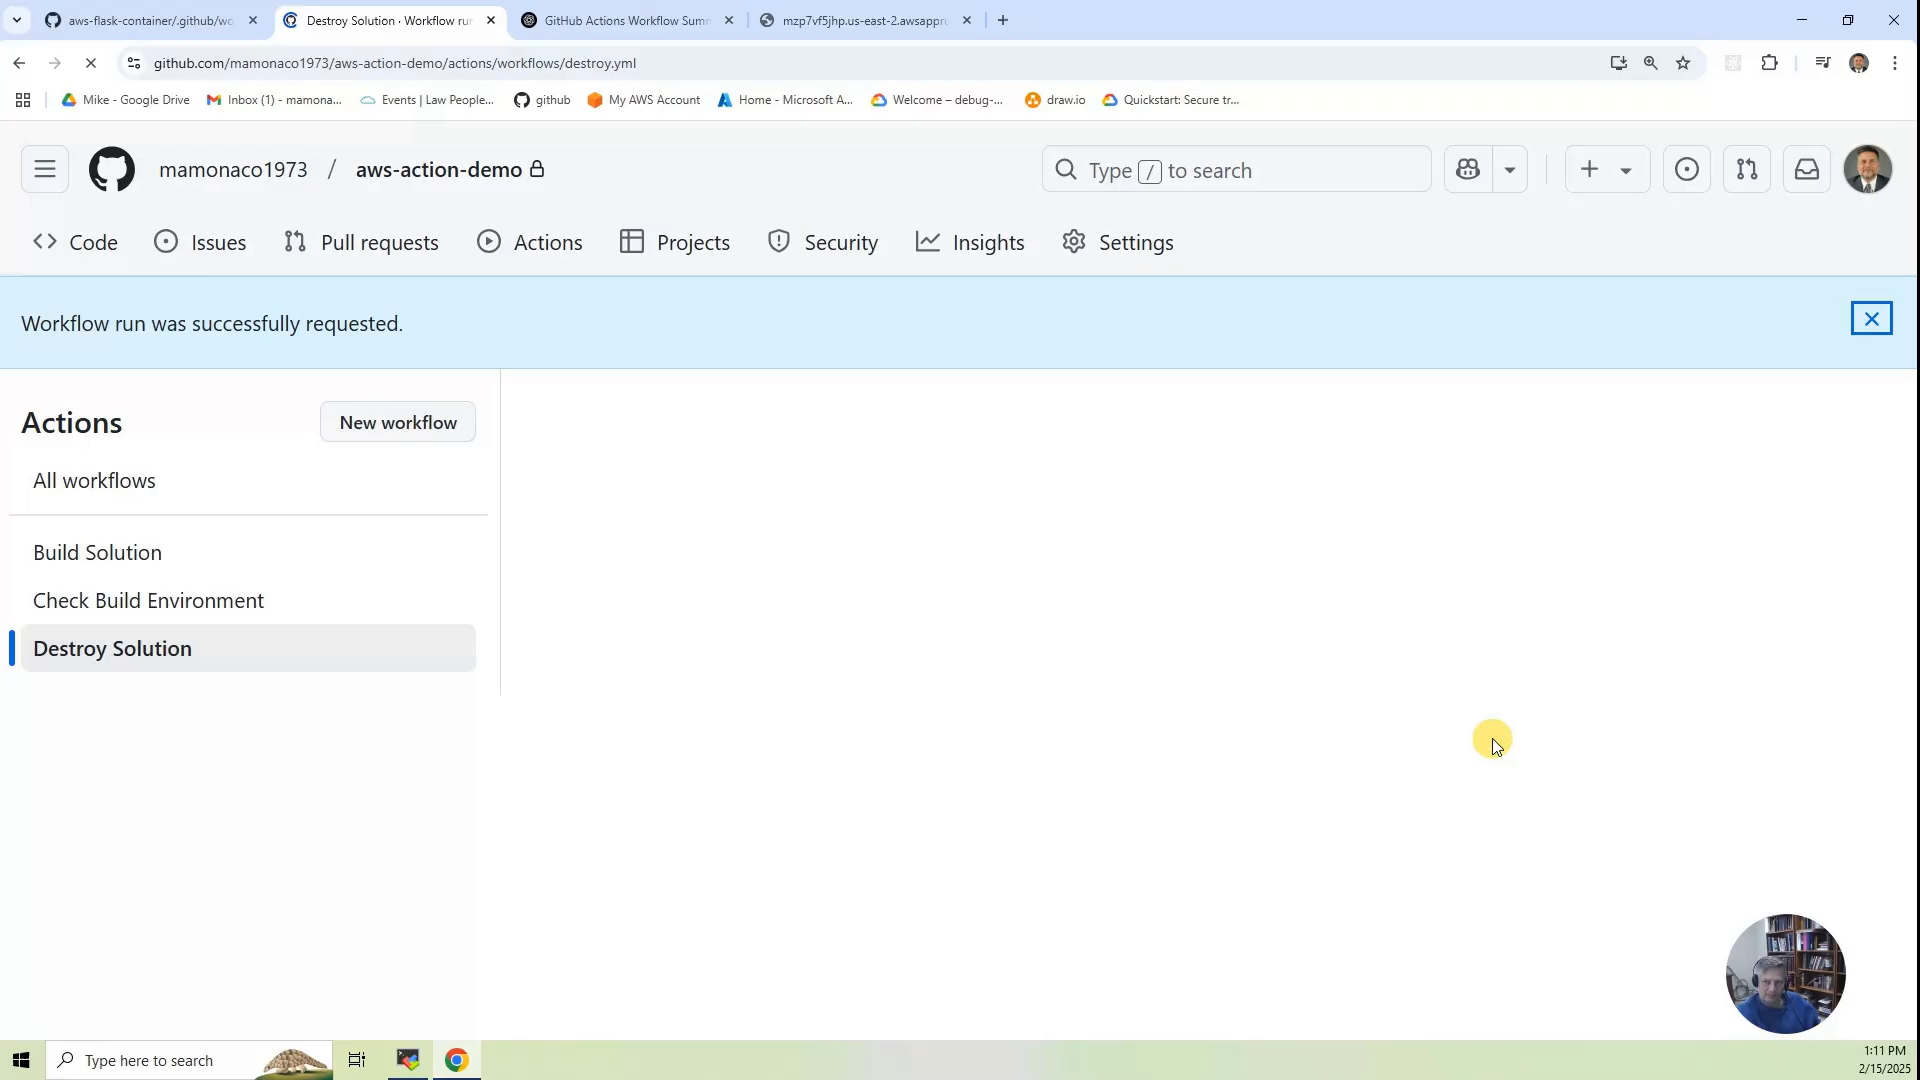 aws-flask-container/.github/wo
Destroy Solution · Workflow ru
GitHub Actions Workflow Sum
mzp7vf5jhp.us-east-2.awsappr
github.com/mamonaco1973/aws-action-demo/actions/workflows/destroy.yml
Mike - Google Drive
Inbox (1) - mamona...
Events | Law People...
github
My AWS Account
Home - Microsoft A...
Welcome – debug-...
draw.io
Quickstart: Secure tr...
mamonaco1973 / aws-action-demo
Type / to search
Code
Issues
Pull requests
Actions
Projects
Security
Insights
Settings
Workflow run was successfully requested.
Actions
New workflow
All workflows
Build Solution
Check Build Environment
Destroy Solution
Type here to search
1:11 PM
2/15/2025